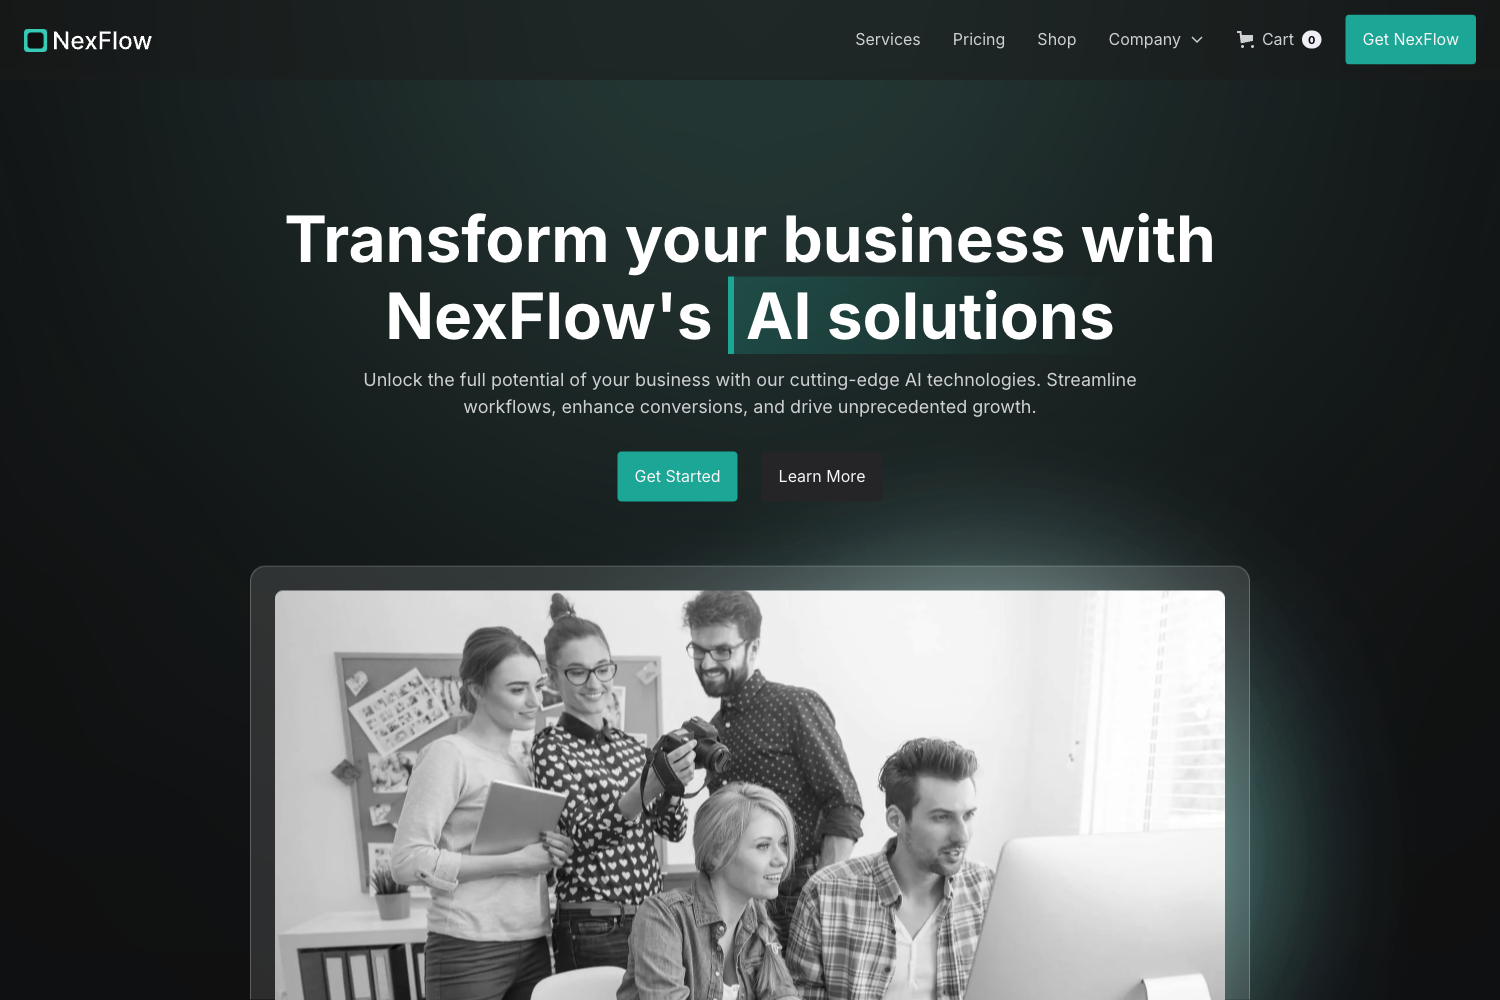 NexFlow
Services
Pricing
Shop
Company
Cart
0
Get NexFlow
Transform your business with
NexFlow's AI solutions
Unlock the full potential of your business with our cutting-edge AI technologies. Streamline
workflows, enhance conversions, and drive unprecedented growth.
Get Started
Learn More